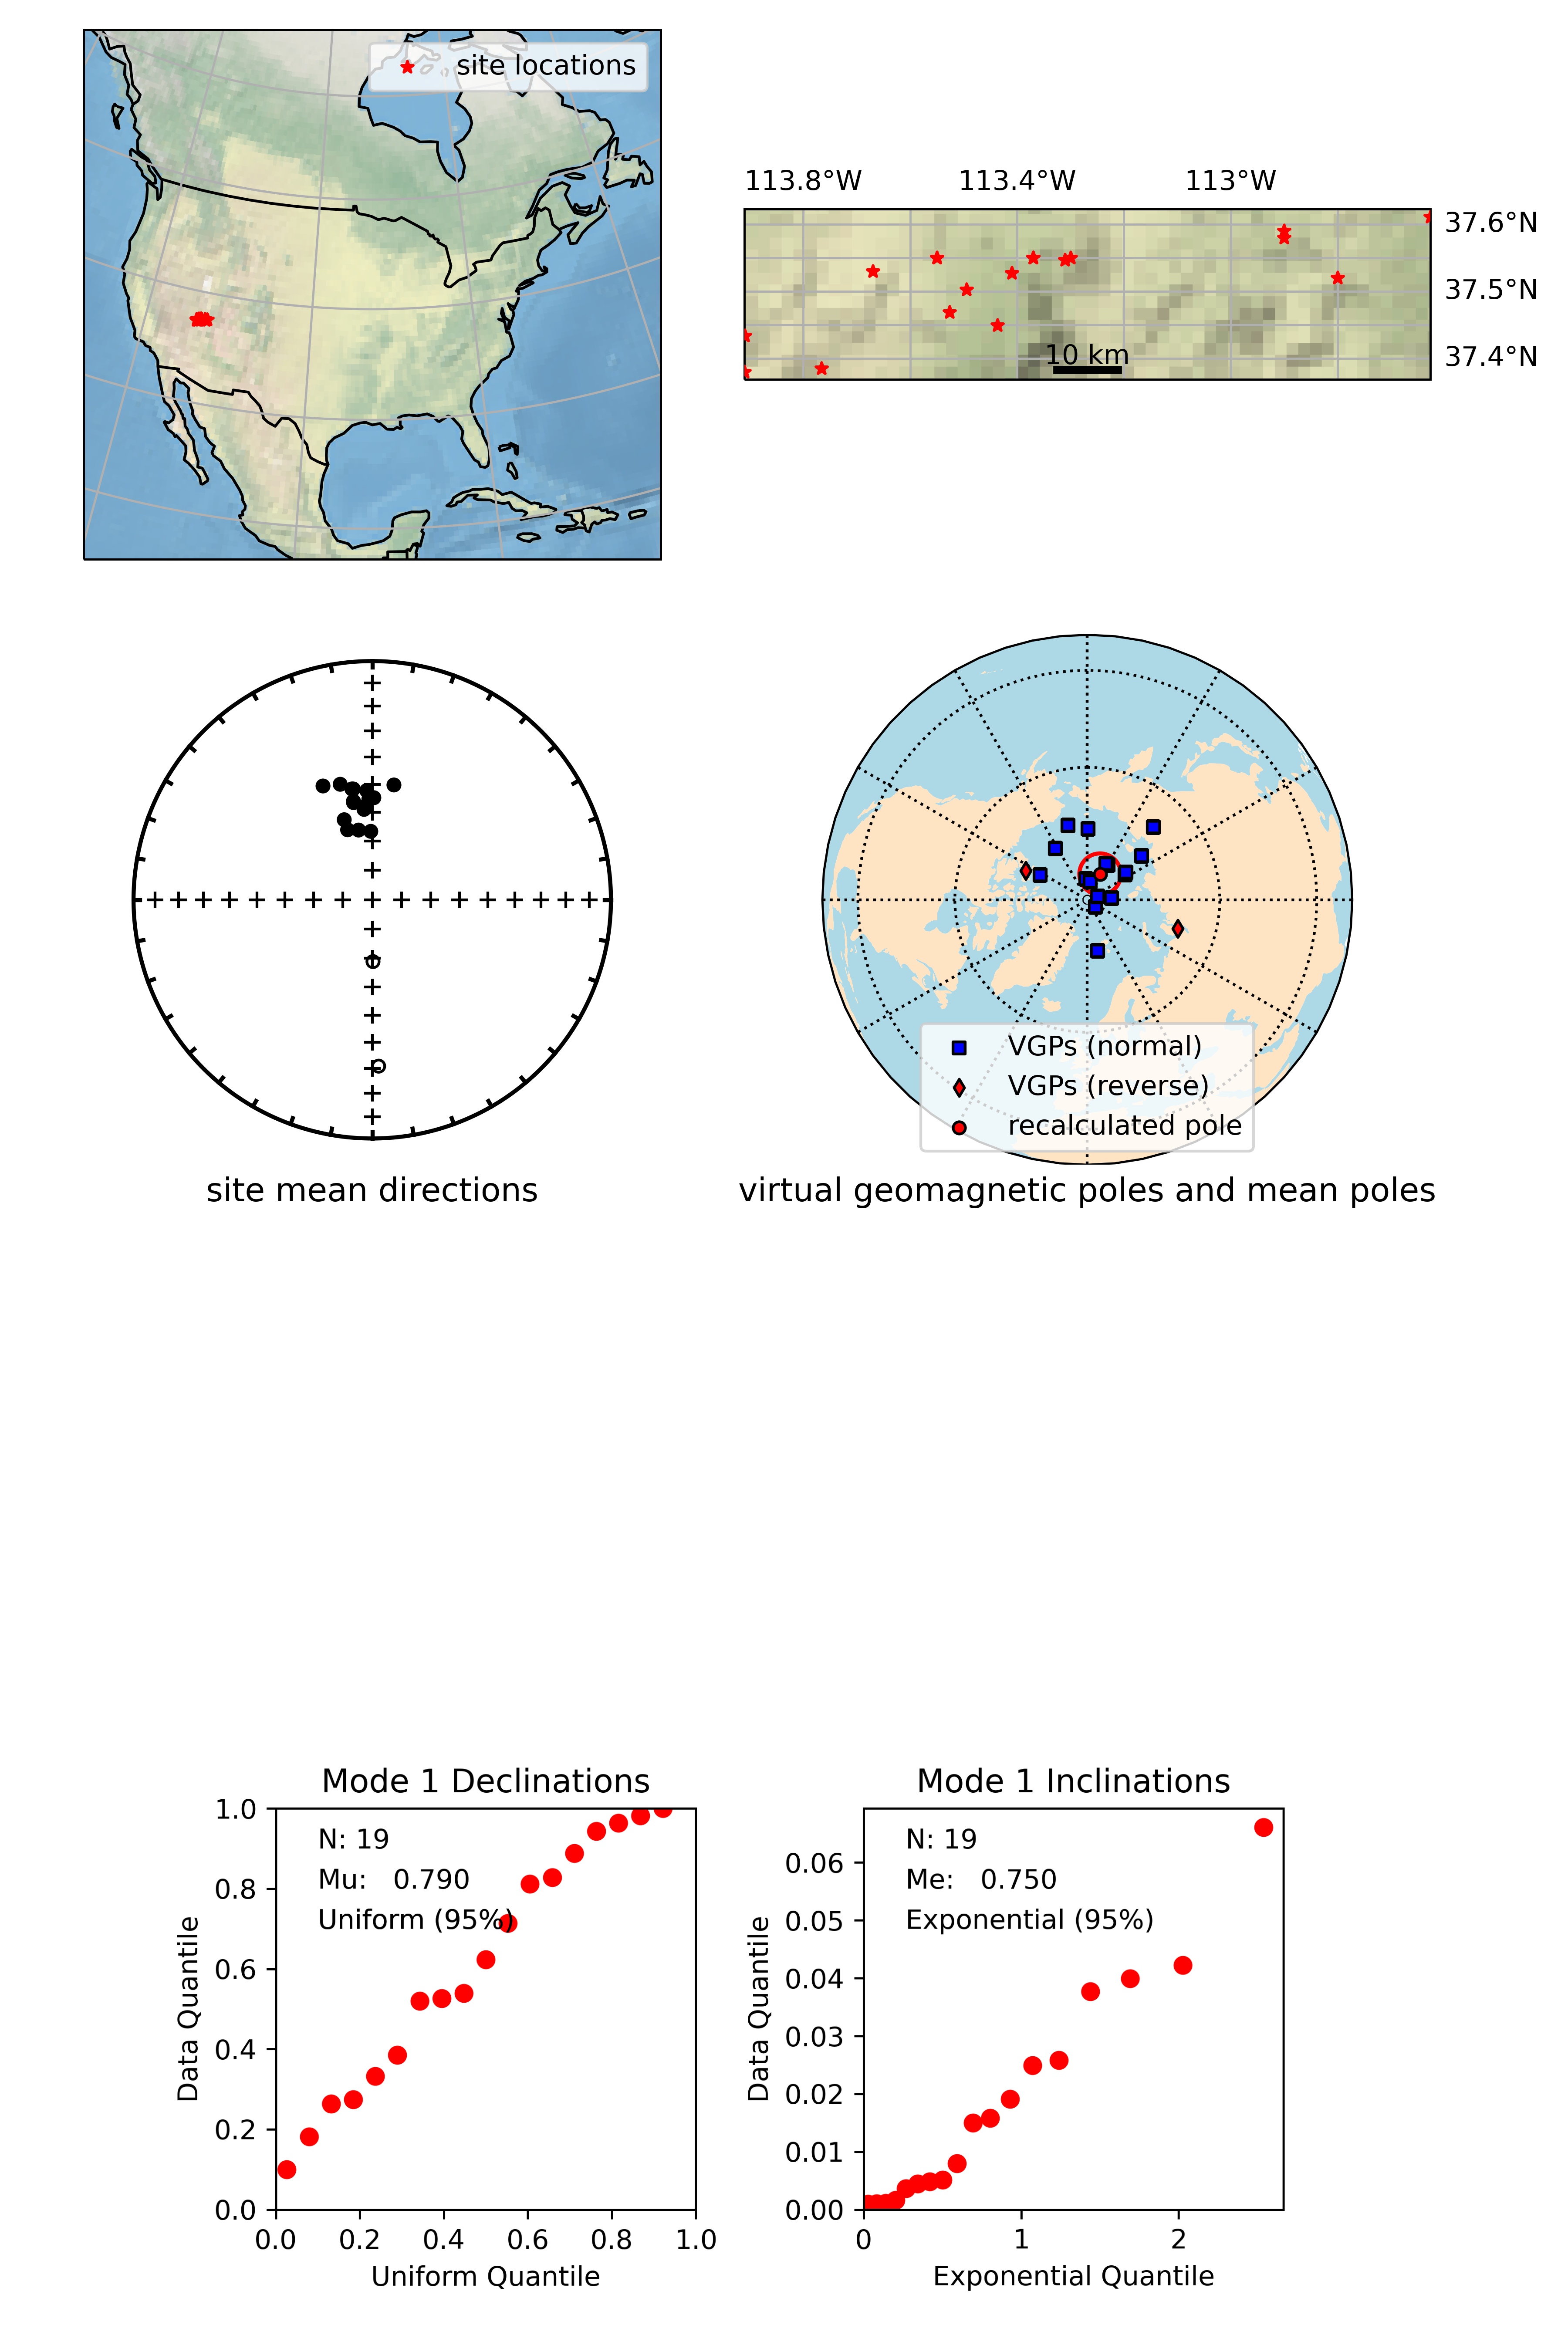 site locations
113.8°W 113.4°W 113°W
37.6°N
37.5°N
37.4°N
10 km
VGPs (normal)
VGPs (reverse)
recalculated pole
site mean directions
virtual geomagnetic poles and mean poles
Mode 1 Declinations
1.0
0.8
0.6
0.4
0.2
0.0
Data Quantile
N: 19
Mu: 0.790
Uniform (95%)
0.0 0.2 0.4 0.6 0.8 1.0
Uniform Quantile
Mode 1 Inclinations
0.06
0.05
0.04
0.03
0.02
0.01
0.00
Data Quantile
N: 19
Me: 0.750
Exponential (95%)
0 1 2
Exponential Quantile